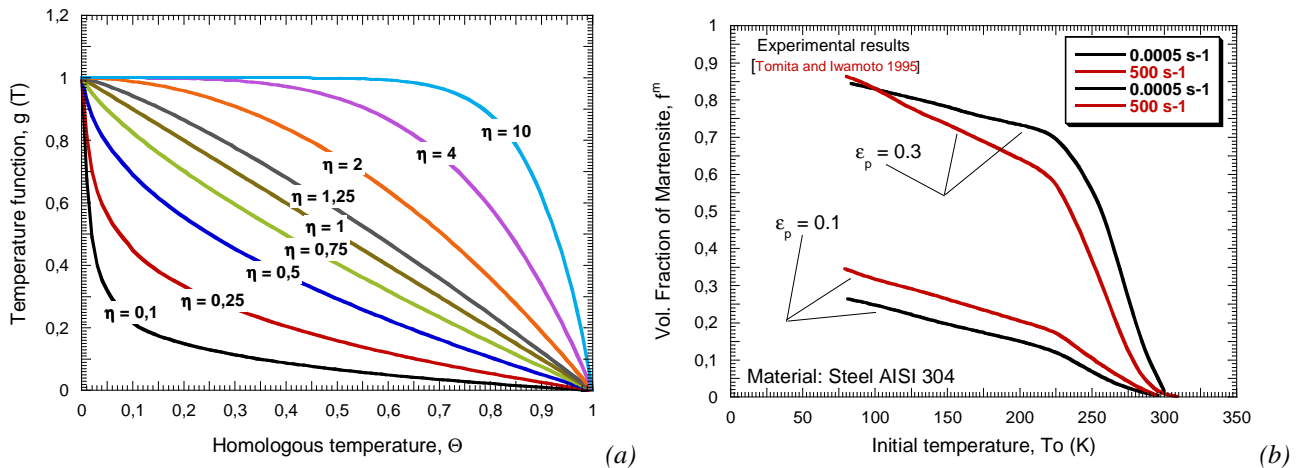 1,2
1
0,8
0,6
0,4
0,2
0
Temperature function, g (T)
η = 10
η = 2
η = 4
η = 1,25
η = 1
η = 0,75
η = 0,5
η = 0,25
η = 0,1
0 0,1 0,2 0,3 0,4 0,5 0,6 0,7 0,8 0,9 1
Homologous temperature, Θ
(a)
1
0,9
0,8
0,7
0,6
0,5
0,4
0,3
0,2
0,1
0
Vol. Fraction of Martensite, f^m
Experimental results
[Tomita and Iwamoto 1995]
0.0005 s-1
500 s-1
0.0005 s-1
500 s-1
ε_p = 0.3
ε_p = 0.1
Material: Steel AISI 304
0 50 100 150 200 250 300 350
Initial temperature, To (K)
(b)